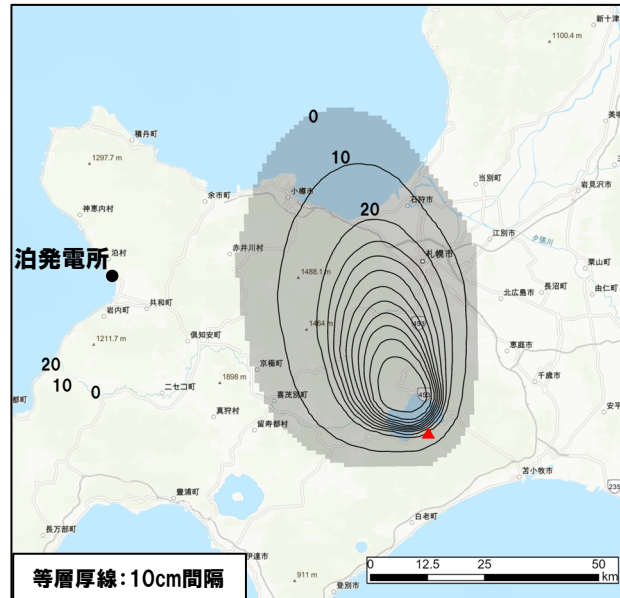 新十津
1100.4 m
美唄
積丹町
1297.7 m
0
当別町
岩見沢市
10
余市町
小樽市
石狩市
神恵内村
20
江別市
夕張川
泊発電所
泊村
赤井川村
札幌市
栗山町
1488.1 m
北広島市
長沼町
由仁町
岩内町
共和町
1464 m
453
1211.7 m
倶知安町
恵庭市
20
10
0
京極町
1898 m
千歳市
ニセコ町
喜茂別町
453
都町
真狩村
留寿都村
安平
苫小牧市
235
豊浦町
白老町
長万部町
伊達市
911 m
登別市
等層厚線:10cm間隔
0
12.5
25
50
km